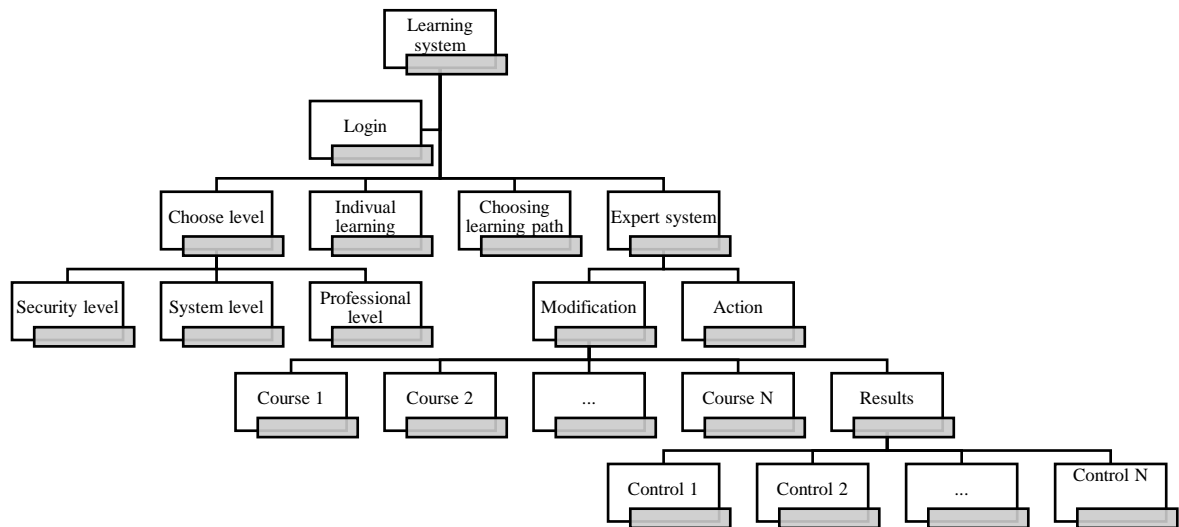 Learning
system
Login
Choose level
Indivual
learning
Choosing
learning path
Expert system
Security level
System level
Professional
level
Modification
Action
Course 1
Course 2
...
Course N
Results
Control 1
Control 2
...
Control N